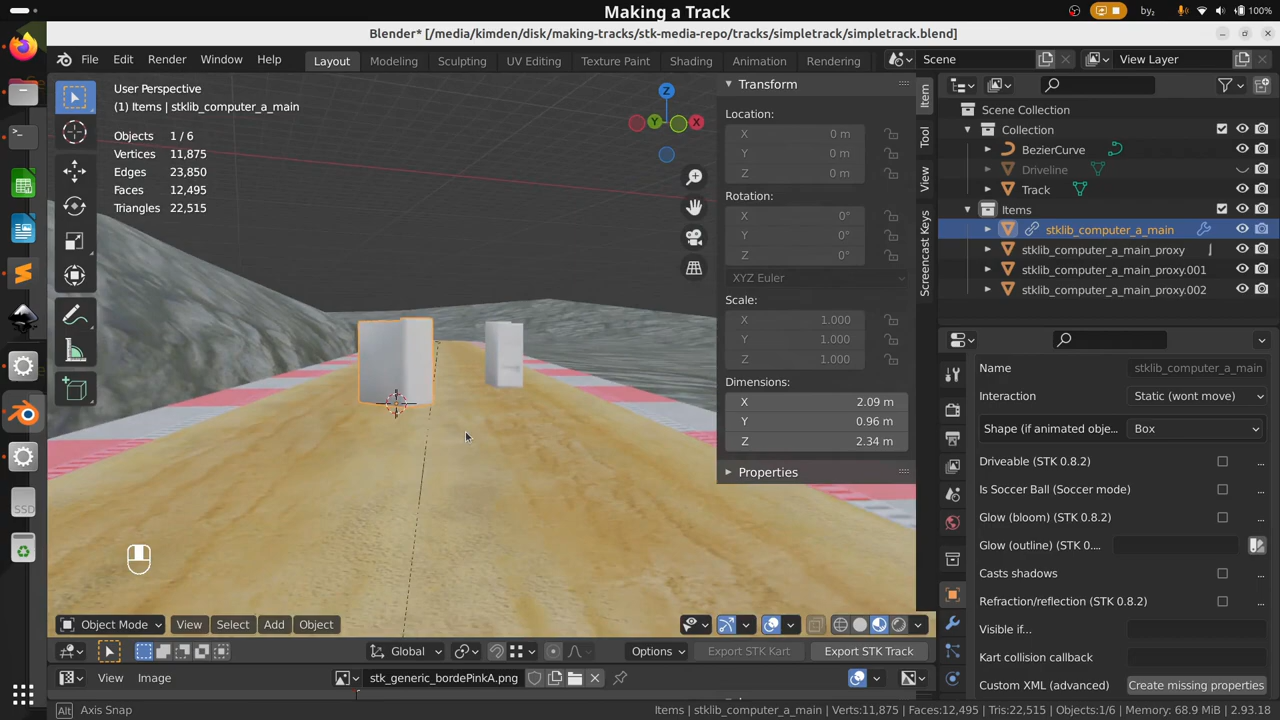 Making a Track
by₂
100%
Blender* [/media/kimden/disk/making-tracks/stk-media-repo/tracks/simpletrack/simpletrack.blend]
File Edit Render Window Help Layout Modeling Sculpting UV Editing Texture Paint Shading Animation Rendering Scene View Layer
User Perspective
(1) Items | stklib_computer_a_main
Objects 1/6
Vertices 11,875
Edges 23,850
Faces 12,495
Triangles 22,515
Z
Y X
Transform
Location:
X 0 m
Y 0 m
Z 0 m
Rotation:
X 0°
Y 0°
Z 0°
XYZ Euler
Scale:
X 1.000
Y 1.000
Z 1.000
Dimensions:
X 2.09 m
Y 0.96 m
Z 2.34 m
Properties
Item
Tool
View
Screencast Keys
Scene Collection
Collection
BezierCurve
Driveline
Track
Items
stklib_computer_a_main
stklib_computer_a_main_proxy
stklib_computer_a_main_proxy.001
stklib_computer_a_main_proxy.002
Name stklib_computer_a_main
Interaction Static (wont move)
Shape (if animated obje... Box
Driveable (STK 0.8.2) ...
Is Soccer Ball (Soccer mode) ...
Glow (bloom) (STK 0.8.2) ...
Glow (outline) (STK 0....
Casts shadows ...
Refraction/reflection (STK 0.8.2) ...
Visible if... ...
Kart collision callback ...
Custom XML (advanced) Create missing properties
SSD
Object Mode View Select Add Object
Global Options Export STK Kart Export STK Track
View Image stk_generic_bordePinkA.png
Alt Axis Snap
Items | stklib_computer_a_main | Verts:11,875 | Faces:12,495 | Tris:22,515 | Objects:1/6 | Memory: 68.9 MiB | 2.93.18